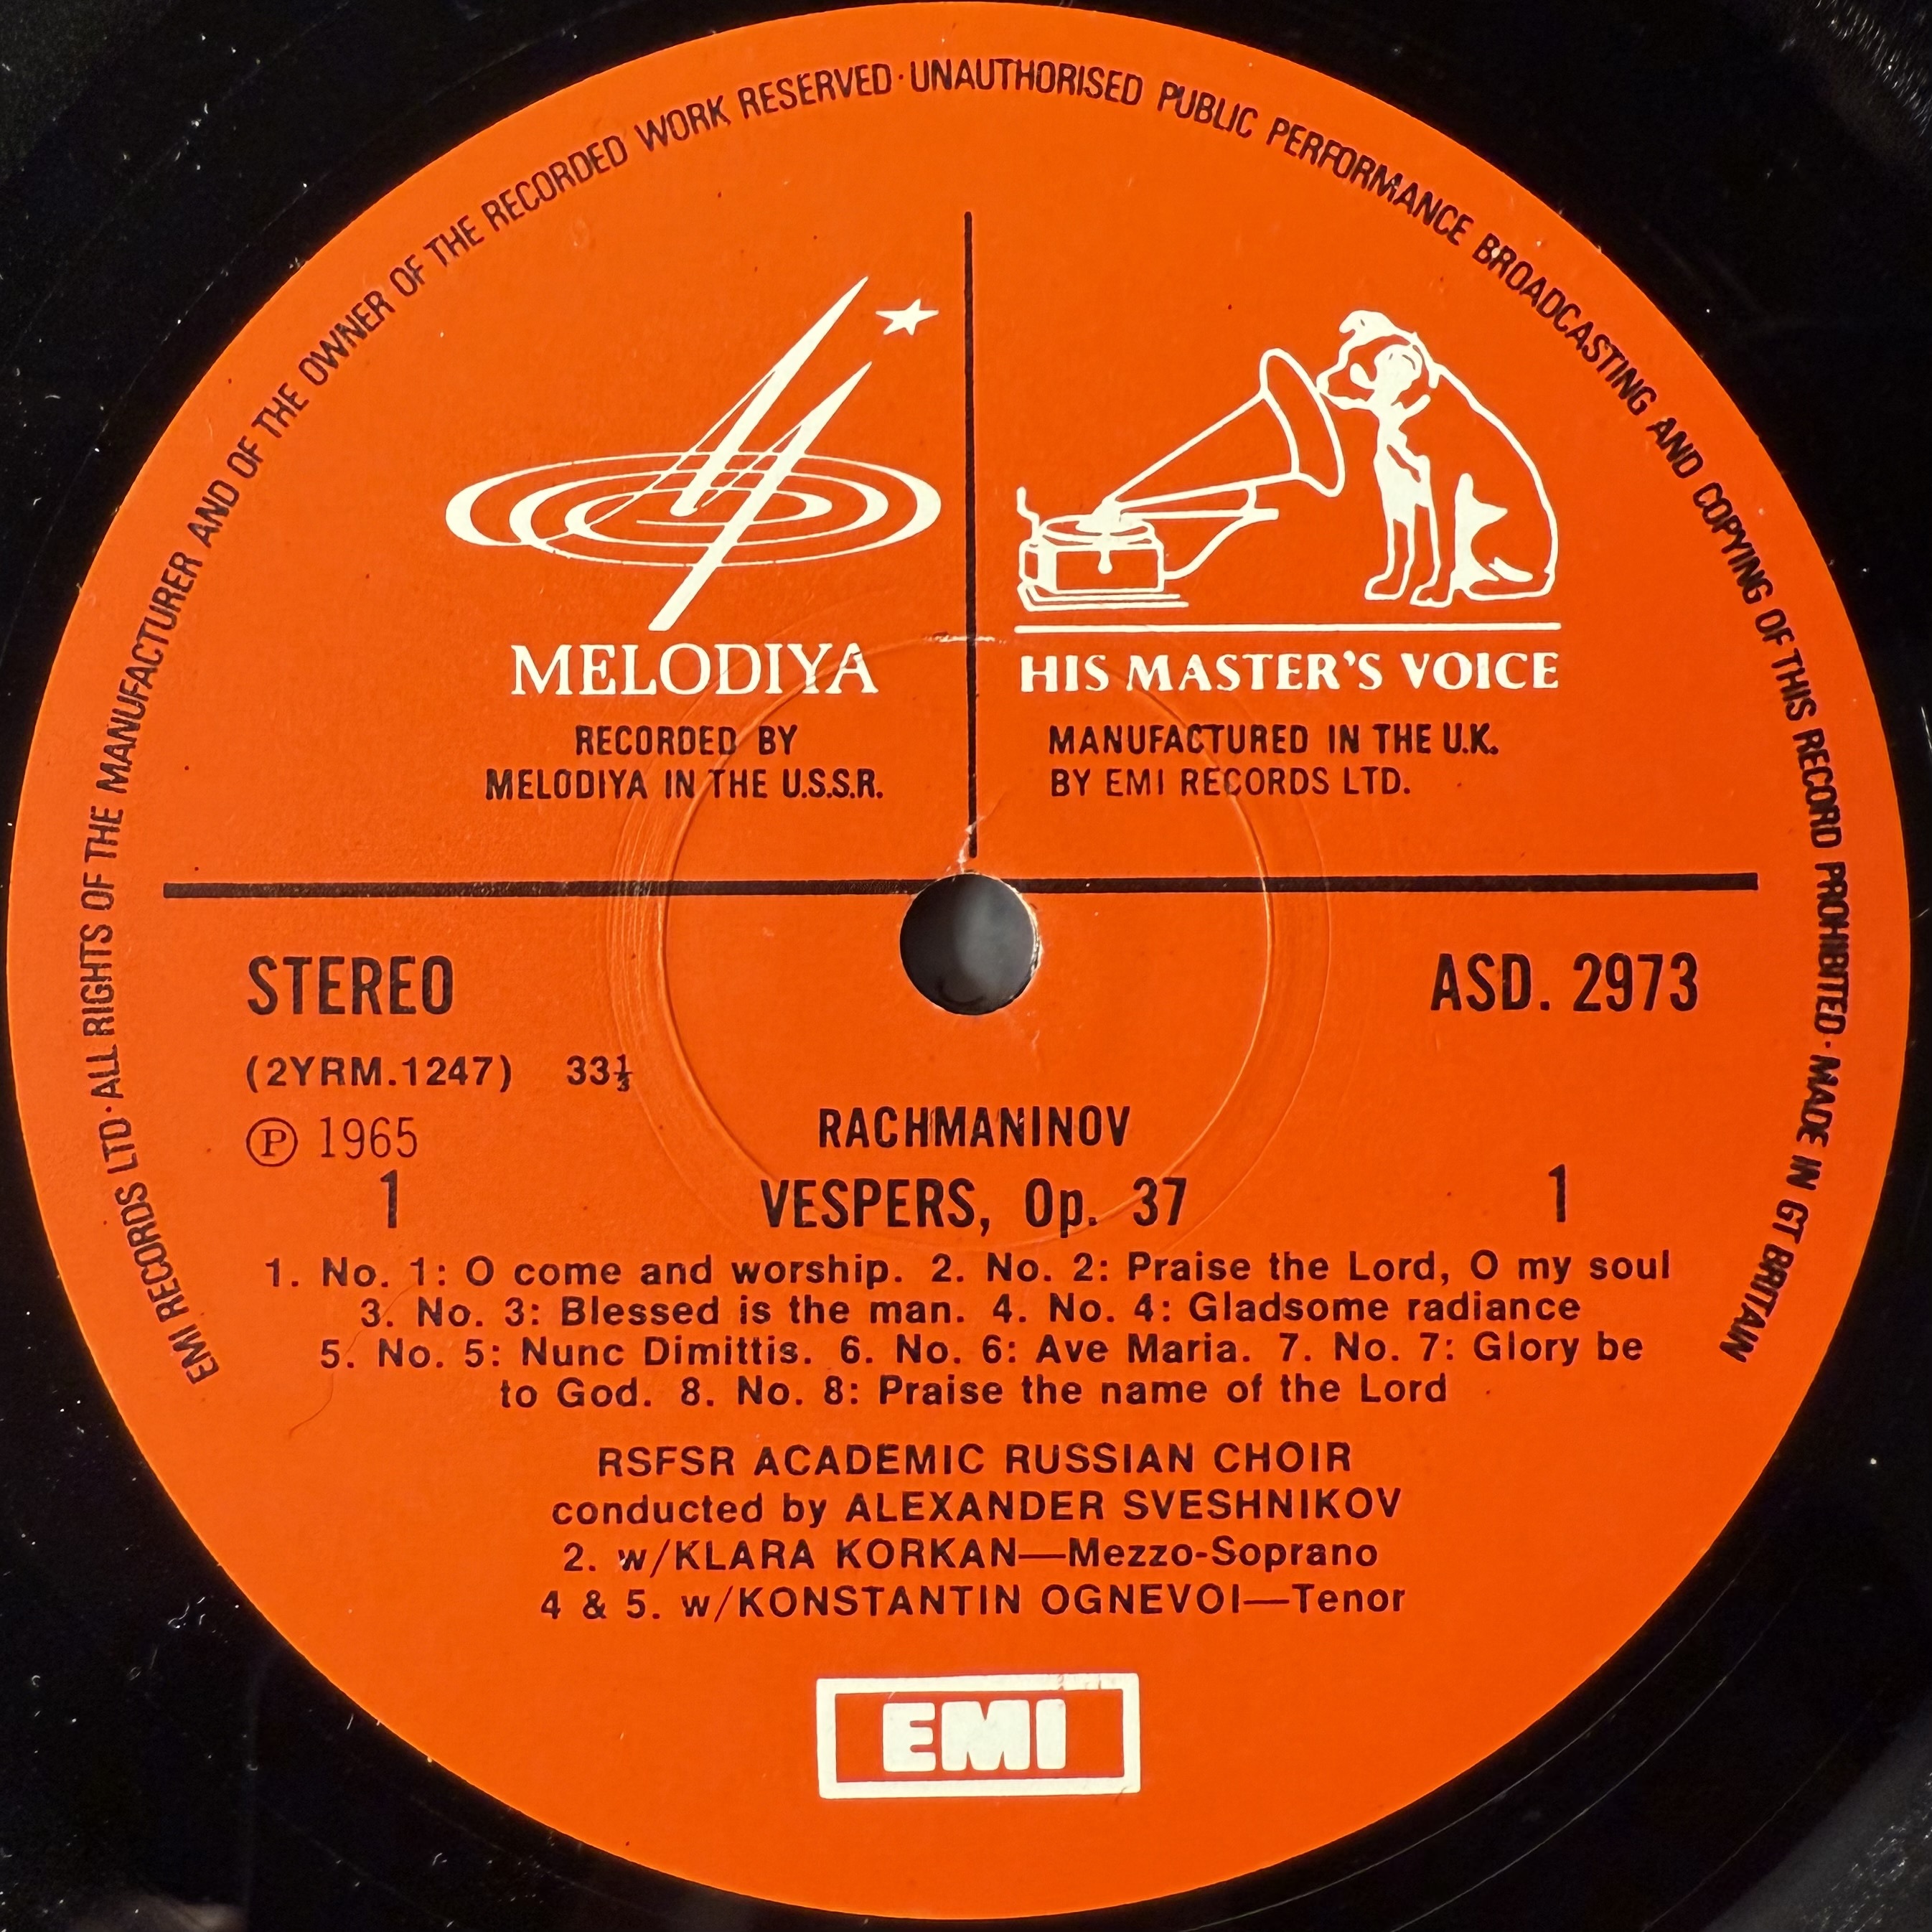 EMI RECORDS LTD · ALL RIGHTS OF THE MANUFACTURER AND OF THE OWNER OF THE RECORDED WORK RESERVED · UNAUTHORISED PUBLIC PERFORMANCE BROADCASTING AND COPYING OF THIS RECORD PROHIBITED · MADE IN GT BRITAIN
MELODIYA
RECORDED BY
MELODIYA IN THE U.S.S.R.
HIS MASTER'S VOICE
MANUFACTURED IN THE U.K.
BY EMI RECORDS LTD.
STEREO
ASD. 2973
(2YRM.1247) 33⅓
℗ 1965
RACHMANINOV
1 VESPERS, Op. 37 1
1. No. 1: O come and worship. 2. No. 2: Praise the Lord, O my soul
3. No. 3: Blessed is the man. 4. No. 4: Gladsome radiance
5. No. 5: Nunc Dimittis. 6. No. 6: Ave Maria. 7. No. 7: Glory be
to God. 8. No. 8: Praise the name of the Lord
RSFSR ACADEMIC RUSSIAN CHOIR
conducted by ALEXANDER SVESHNIKOV
2. w/KLARA KORKAN—Mezzo-Soprano
4 & 5. w/KONSTANTIN OGNEVOI—Tenor
EMI